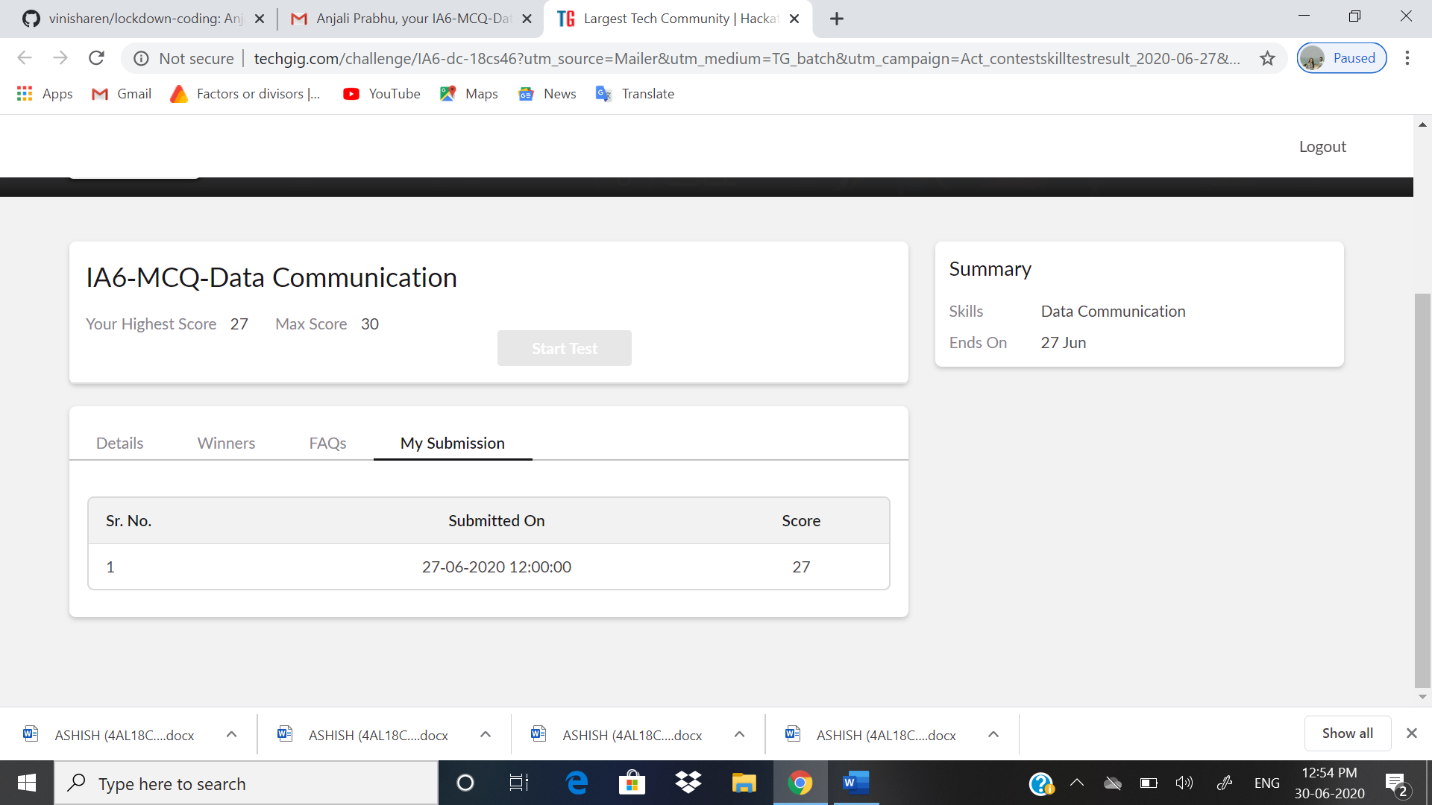 vinisharen/lockdown-coding: Anj
Anjali Prabhu, your IA6-MCQ-Dat
TG Largest Tech Community | Hackat
Not secure | techgig.com/challenge/IA6-dc-18cs46?utm_source=Mailer&utm_medium=TG_batch&utm_campaign=Act_contestskilltestresult_2020-06-27&... Paused
Apps Gmail Factors or divisors |... YouTube Maps News Translate
Logout
IA6-MCQ-Data Communication
Your Highest Score 27 Max Score 30
Start Test
Summary
Skills Data Communication
Ends On 27 Jun
Details Winners FAQs My Submission
Sr. No. Submitted On Score
1 27-06-2020 12:00:00 27
ASHISH (4AL18C....docx ASHISH (4AL18C....docx ASHISH (4AL18C....docx ASHISH (4AL18C....docx Show all
Type here to search
ENG
12:54 PM
30-06-2020
2